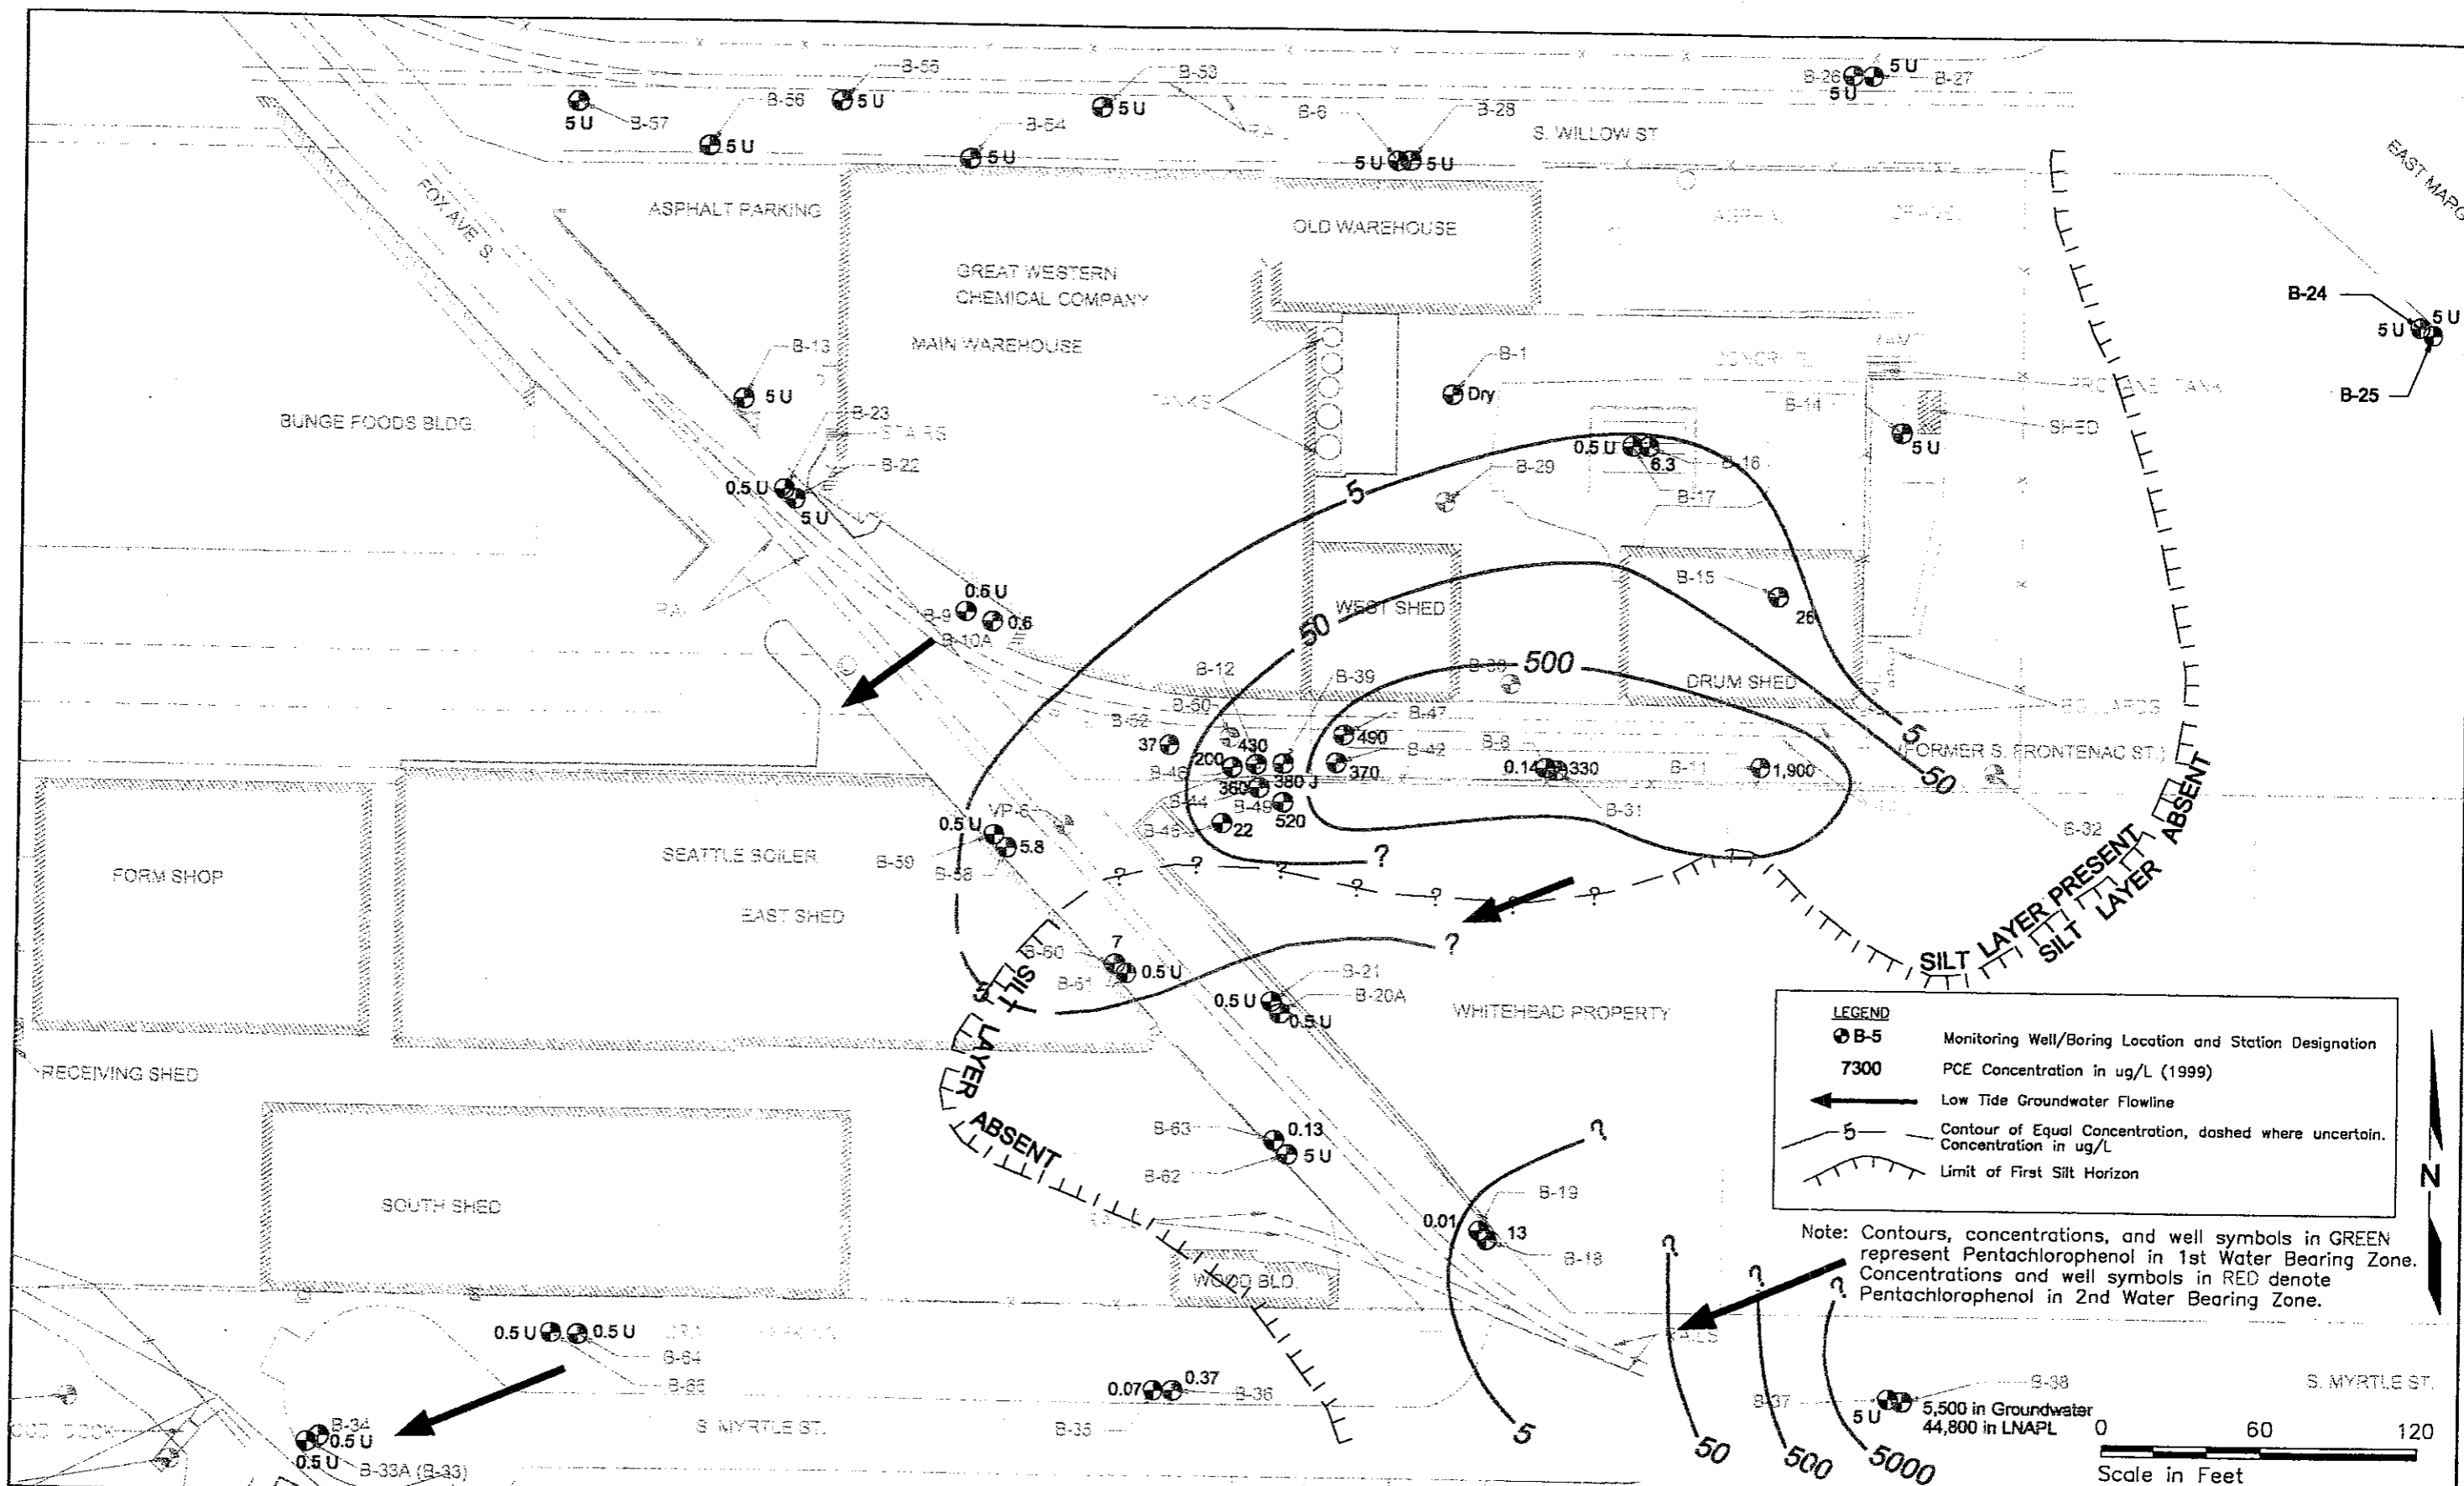 B-55
B-53
B-26
5 U
B-27
5 U
B-57
5 U
B-56
5 U
5 U
B-54
5 U
5 U
B-6
B-28
5 U
5 U
S. WILLOW ST
EAST MARG
FOX AVE. S.
ASPHALT PARKING
OLD WAREHOUSE
GREAT WESTERN
CHEMICAL COMPANY
MAIN WAREHOUSE
B-24
5 U
5 U
B-25
B-13
5 U
B-1
Dry
TANKS
PROPANE TANK
B-14
5 U
SHED
BUNGE FOODS BLDG.
B-23
STAIRS
B-22
0.5 U
5 U
0.5 U
6.3
B-16
B-17
B-29
5
B-15
26
WEST SHED
50
0.5 U
B-9
0.6
B-10A
B-12
B-39
500
DRUM SHED
B-50
B-52
37
430
B-47
490
B-42
370
200
380 J
B-8
0.14
330
B-31
B-11
1,900
5
(FORMER S. FRONTENAC ST.)
50
BOLLARDS
B-32
B-44
B-49
520
22
?
VP-6
0.5 U
5.8
B-59
B-58
SEATTLE BOILER
EAST SHED
FORM SHOP
? ? ? ? ? ? ?
SILT LAYER PRESENT
SILT LAYER ABSENT
7
B-60
0.5 U
B-61
?
5
SILT LAYER ABSENT
B-21
0.5 U
B-20A
0.5 U
WHITEHEAD PROPERTY
RECEIVING SHED
SOUTH SHED
B-63
0.13
5 U
B-62
?
B-19
0.01
13
B-18
WOOD BLD.
LEGEND
B-5 Monitoring Well/Boring Location and Station Designation
7300 PCE Concentration in ug/L (1999)
Low Tide Groundwater Flowline
5 Contour of Equal Concentration, dashed where uncertain.
Concentration in ug/L
Limit of First Silt Horizon
N
Note: Contours, concentrations, and well symbols in GREEN
represent Pentachlorophenol in 1st Water Bearing Zone.
Concentrations and well symbols in RED denote
Pentachlorophenol in 2nd Water Bearing Zone.
? ? ?
RAILS
0.5 U
0.5 U
B-64
B-65
0.07
0.37
B-36
B-35
S. MYRTLE ST.
B-34
0.5 U
0.5 U
B-33A (B-33)
5
50
500
5000
B-37
5 U
B-38
5,500 in Groundwater
44,800 in LNAPL
S. MYRTLE ST.
0 60 120
Scale in Feet